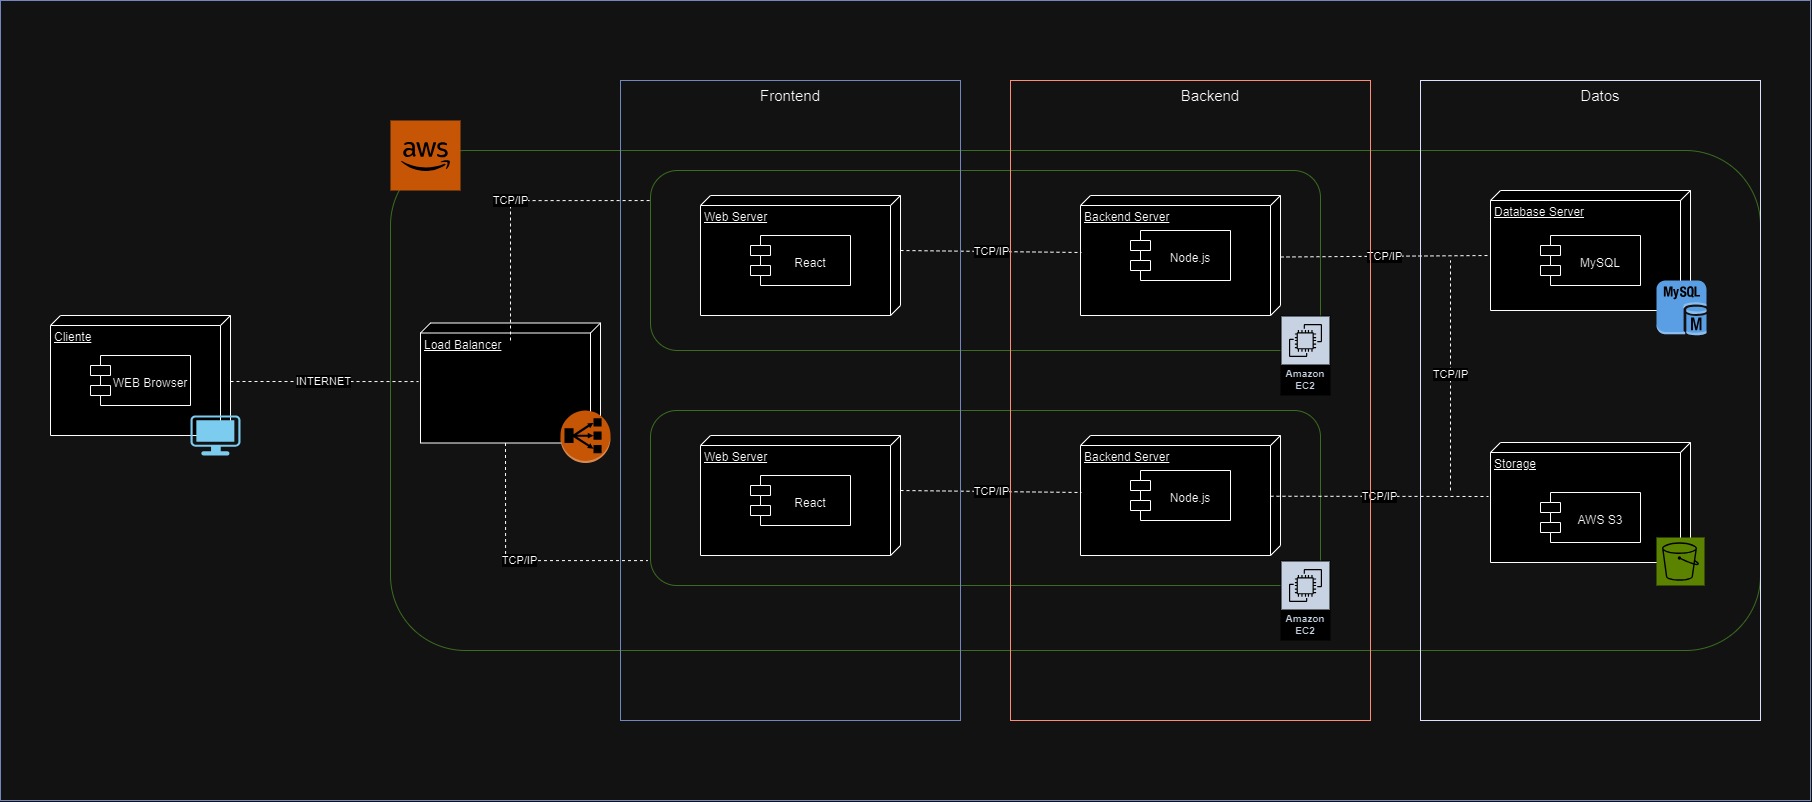 Frontend
Backend
Datos
aws
TCP/IP
Web Server
React
TCP/IP
Backend Server
Node.js
TCP/IP
Database Server
MySQL
MySQL
M
Amazon
EC2
Cliente
WEB Browser
INTERNET
Load Balancer
TCP/IP
Web Server
React
TCP/IP
Backend Server
Node.js
TCP/IP
Storage
AWS S3
TCP/IP
Amazon
EC2